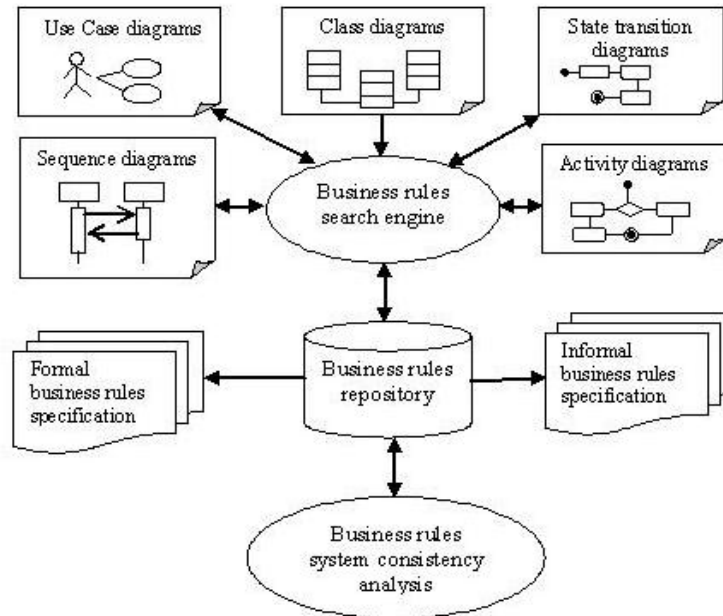 Use Case diagrams
Class diagrams
State transition
diagrams
Sequence diagrams
Business rules
search engine
Activity diagrams
Formal
business rules
specification
Business rules
repository
Informal
business rules
specification
Business rules
system consistency
analysis